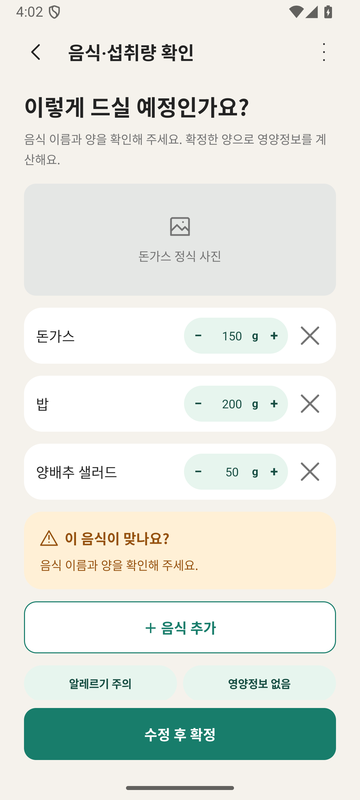 4:02
음식·섭취량 확인
이렇게 드실 예정인가요?
음식 이름과 양을 확인해 주세요. 확정한 양으로 영양정보를 계
산해요.
돈가스 정식 사진
돈가스 - 150 g +
밥 - 200 g +
양배추 샐러드 - 50 g +
이 음식이 맞나요?
음식 이름과 양을 확인해 주세요.
+ 음식 추가
알레르기 주의 영양정보 없음
수정 후 확정